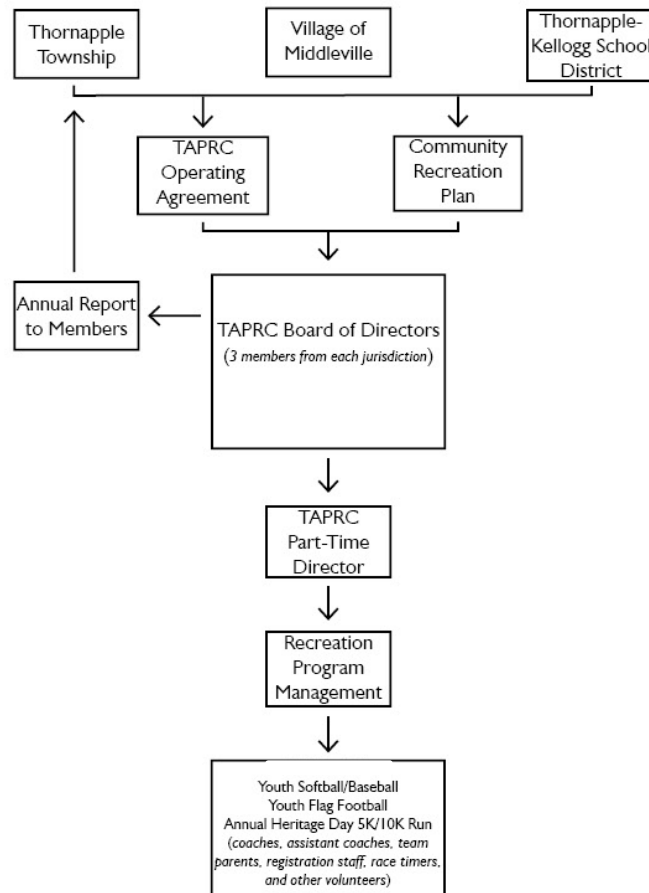 Thornapple
Township
Village of
Middleville
Thornapple-
Kellogg School
District
TAPRC
Operating
Agreement
Community
Recreation
Plan
Annual Report
to Members
TAPRC Board of Directors
(3 members from each jurisdiction)
TAPRC
Part-Time
Director
Recreation
Program
Management
Youth Softball/Baseball
Youth Flag Football
Annual Heritage Day 5K/10K Run
(coaches, assistant coaches, team
parents, registration staff, race timers,
and other volunteers)